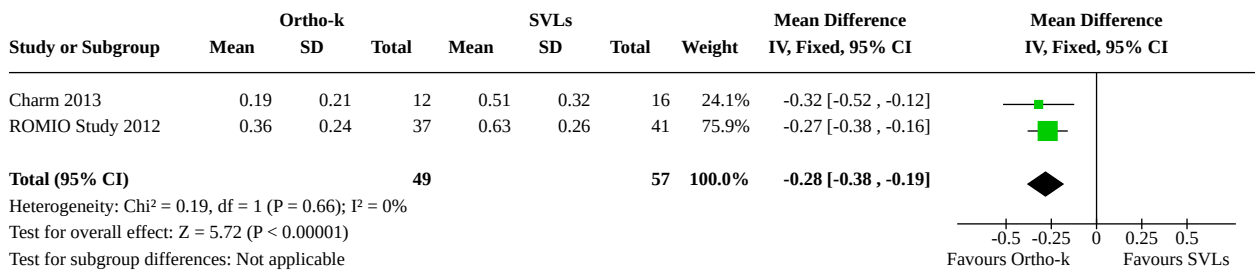 Ortho-k SVLs Mean Difference Mean Difference
Study or Subgroup Mean SD Total Mean SD Total Weight IV, Fixed, 95% CI IV, Fixed, 95% CI
Charm 2013 0.19 0.21 12 0.51 0.32 16 24.1% -0.32 [-0.52 , -0.12]
ROMIO Study 2012 0.36 0.24 37 0.63 0.26 41 75.9% -0.27 [-0.38 , -0.16]
Total (95% CI) 49 57 100.0% -0.28 [-0.38 , -0.19]
Heterogeneity: Chi² = 0.19, df = 1 (P = 0.66); I² = 0%
Test for overall effect: Z = 5.72 (P < 0.00001)
-0.5 -0.25 0 0.25 0.5
Test for subgroup differences: Not applicable
Favours Ortho-k Favours SVLs